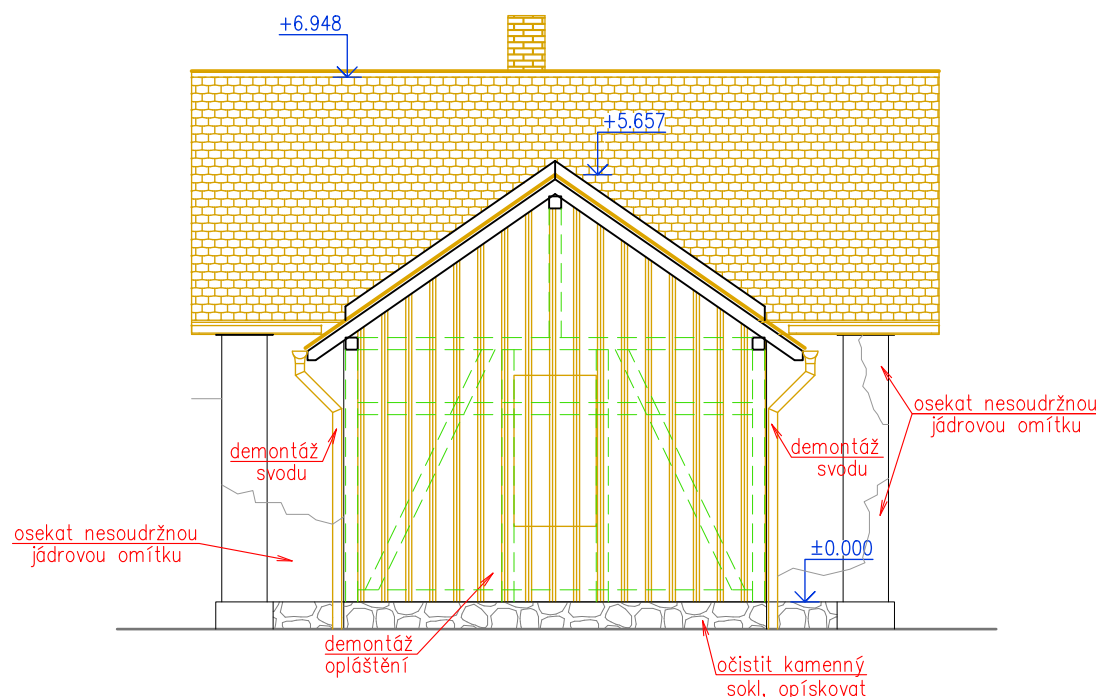 +6.948
+5.657
osekat nesoudržnou
jádrovou omítku
demontáž
svodu
demontáž
svodu
osekat nesoudržnou
jádrovou omítku
±0.000
demontáž
opláštění
očistit kamenný
sokl, opískovat